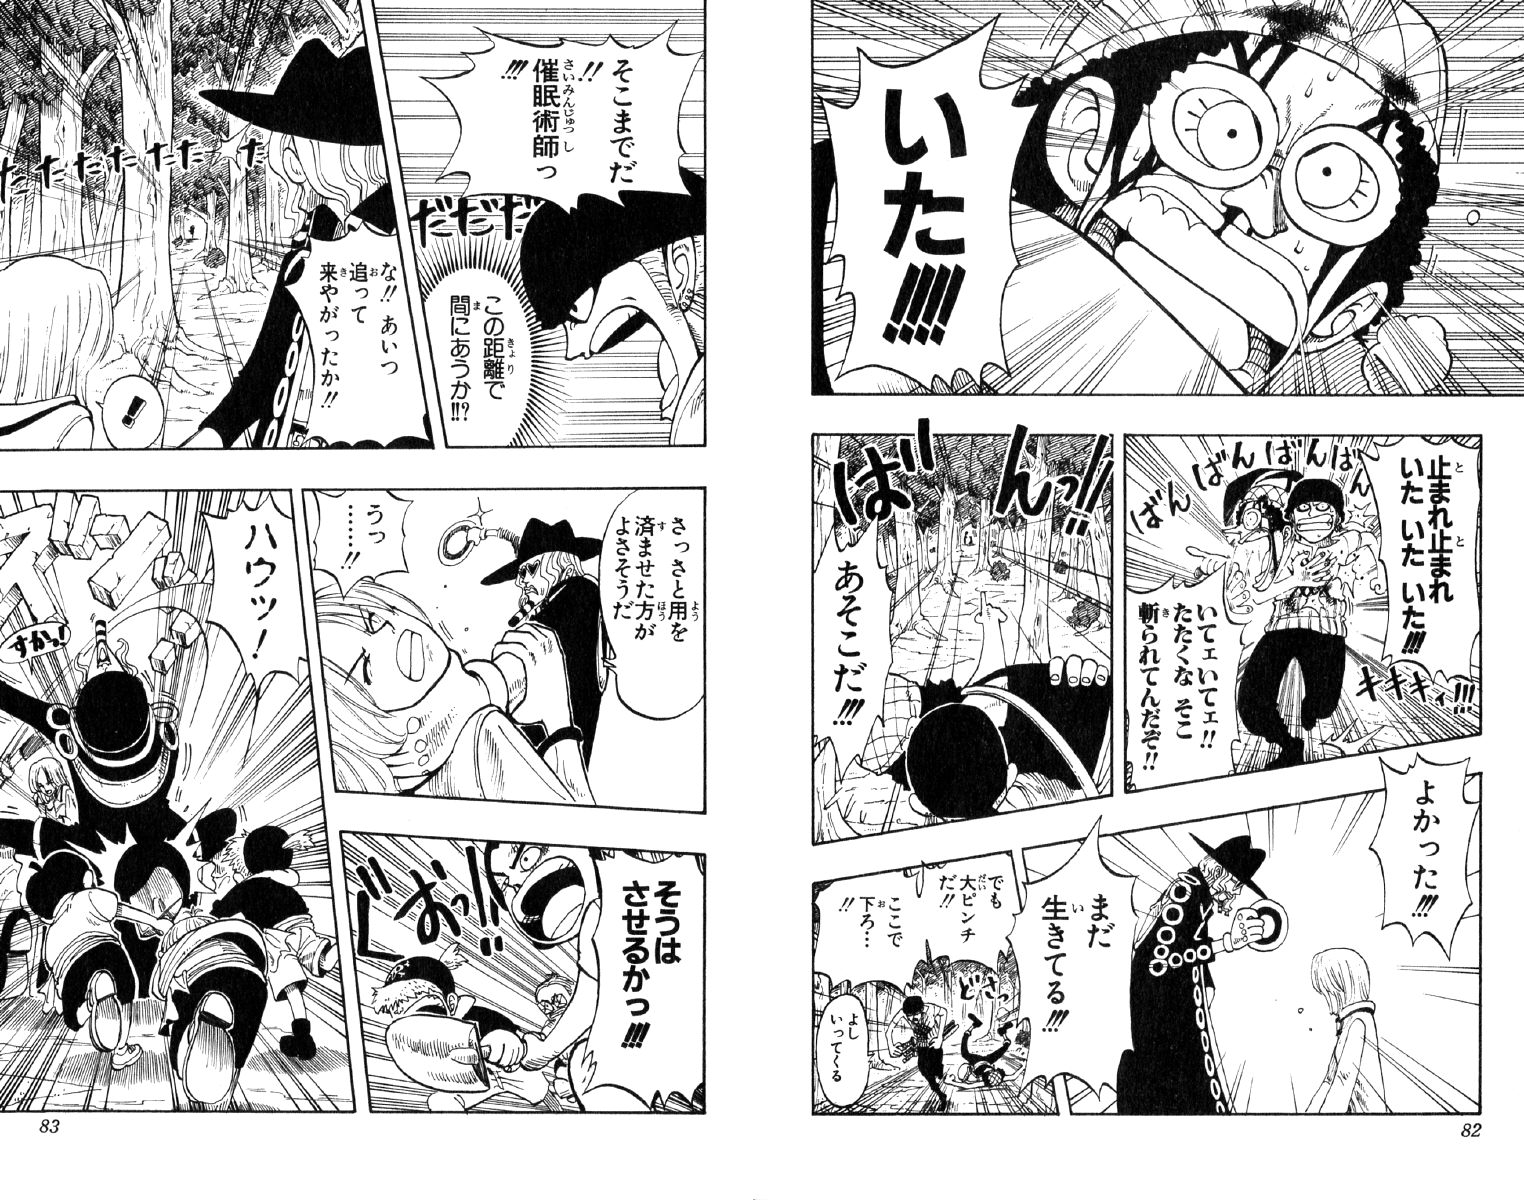 いた!!!!!
止まれ止まれ
いた いた いた!!!
ばんばんばんばんばん
いてェ いてェ!!
たたくな そこ
斬られてんだぞ!!
キキキィ!!!
ばんっ!!
あそこだ!!!
よかった!!!
まだ
生きてる!!!
でも
大ピンチ
だ!!
ここで
下ろ…
!!
どさっ
よし
いって〜る
82
そこまでだ
!!
催眠術師っ
!!!
だだだ
この距離で
間にあうか!!?
な!! あいつ
追って
来やがったか!!
たたたたたた
!
さっさと用を
済ませた方が
よさそうだ
うっ
……!!
そうは
させるかっ!!!
どおっ!!
ハウッ!
すかっ!
83